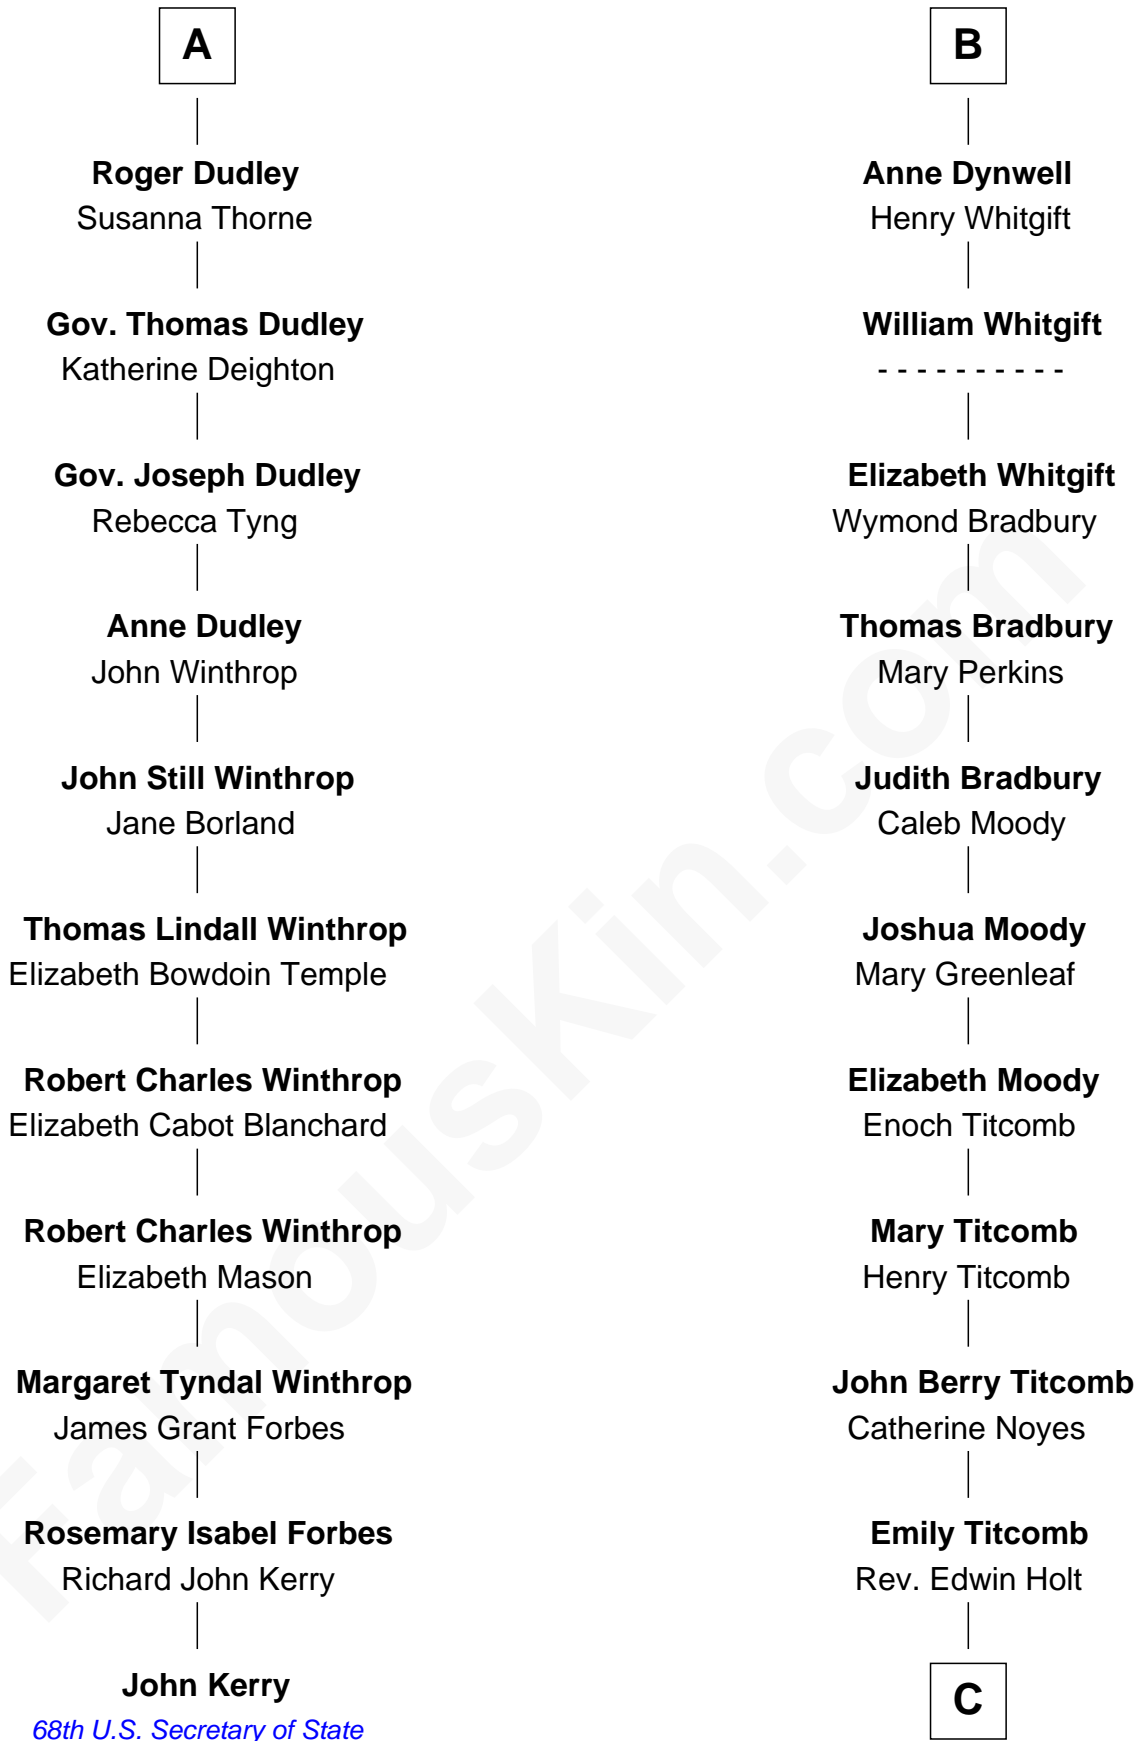 A
Roger Dudley
Susanna Thorne
Gov. Thomas Dudley
Katherine Deighton
Gov. Joseph Dudley
Rebecca Tyng
Anne Dudley
John Winthrop
John Still Winthrop
Jane Borland
Thomas Lindall Winthrop
Elizabeth Bowdoin Temple
Robert Charles Winthrop
Elizabeth Cabot Blanchard
Robert Charles Winthrop
Elizabeth Mason
Margaret Tyndal Winthrop
James Grant Forbes
Rosemary Isabel Forbes
Richard John Kerry
John Kerry
68th U.S. Secretary of State
B
Anne Dynwell
Henry Whitgift
William Whitgift
- - - - - - - - - -
Elizabeth Whitgift
Wymond Bradbury
Thomas Bradbury
Mary Perkins
Judith Bradbury
Caleb Moody
Joshua Moody
Mary Greenleaf
Elizabeth Moody
Enoch Titcomb
Mary Titcomb
Henry Titcomb
John Berry Titcomb
Catherine Noyes
Emily Titcomb
Rev. Edwin Holt
C
FamousKin.com